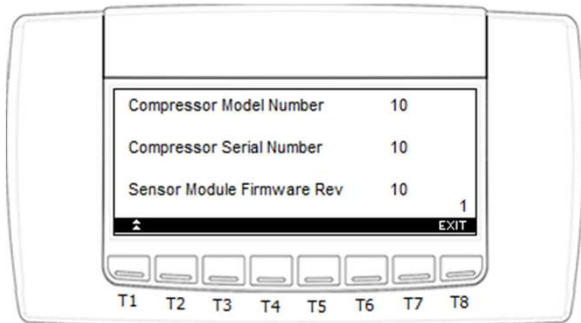 Compressor Model Number 10
Compressor Serial Number 10
Sensor Module Firmware Rev 10
1
EXIT
T1 T2 T3 T4 T5 T6 T7 T8